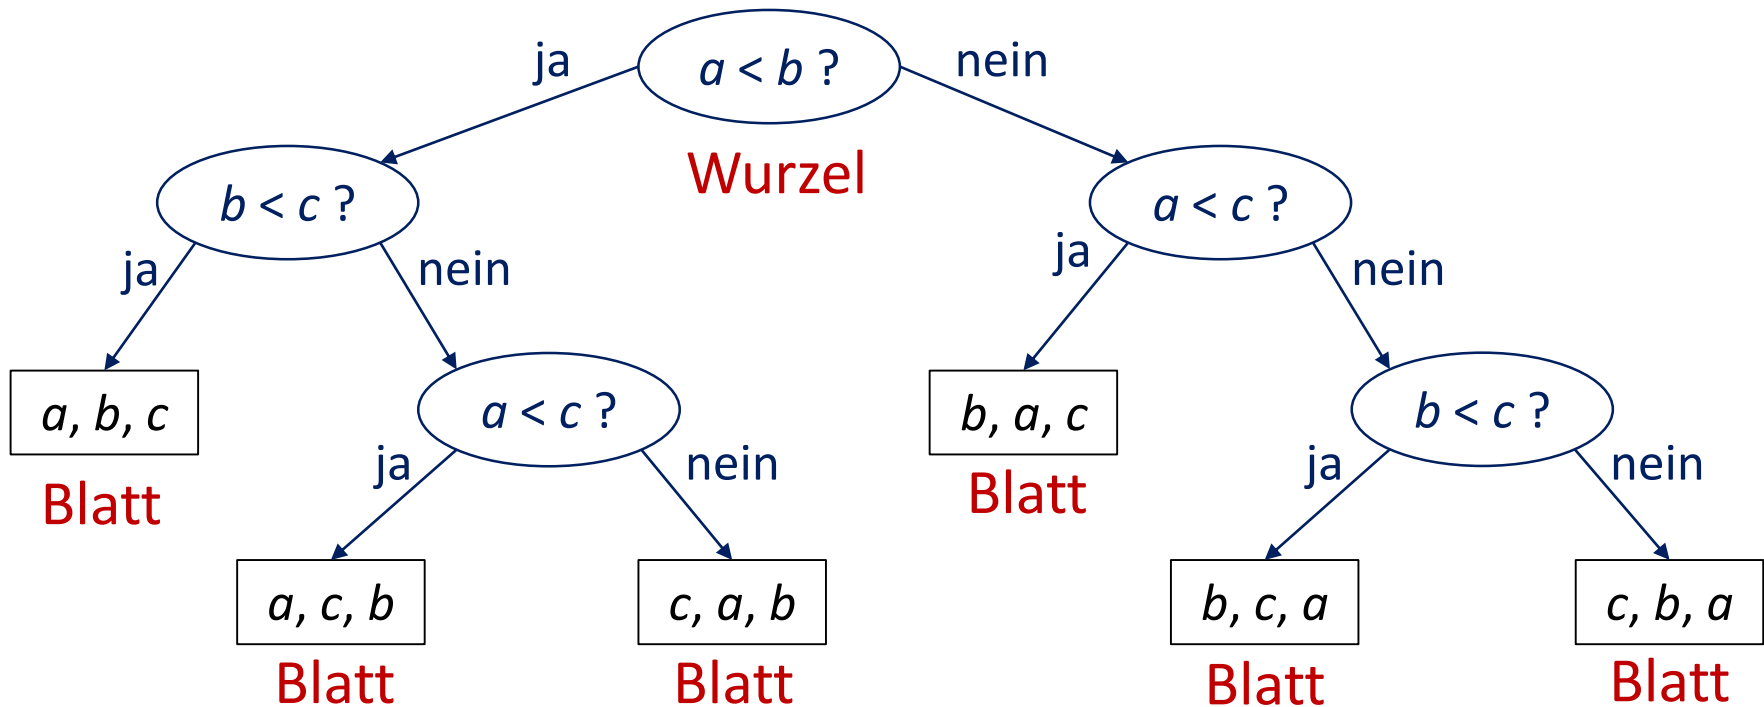 a < b ?
ja
nein
Wurzel
b < c ?
a < c ?
ja
nein
ja
nein
a, b, c
Blatt
a < c ?
b, a, c
Blatt
b < c ?
ja
nein
ja
nein
a, c, b
Blatt
c, a, b
Blatt
b, c, a
Blatt
c, b, a
Blatt